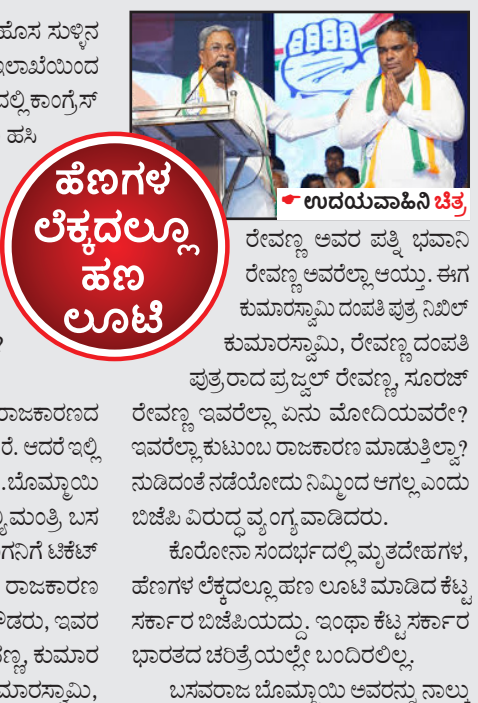 ಹೊಸ ಸುಳ್ಳಿನ
ಇಲಾಖೆಯಿಂದ
ದಲ್ಲಿ ಕಾಂಗ್ರೆಸ್
ಹಸಿ
ಹೆಣಗಳ
ಲೆಕ್ಕದಲ್ಲೂ
ಹಣ
ಲೂಟಿ
?
ರಾಜಕಾರಣದ
ರೆ. ಆದರೆ ಇಲ್ಲಿ
.ಬೊಮ್ಮಾಯಿ
ಮಂತ್ರಿ ಬಸ
ಗನಿಗೆ ಟಿಕೆಟ್
ರಾಜಕಾರಣ
ಡರು, ಇವರ
ಣ್ಣ, ಕುಮಾರ
ಮಾರಸ್ವಾಮಿ,
ಉದಯವಾಹಿನಿ ಚಿತ್ರ
ರೇವಣ್ಣ ಅವರ ಪತ್ನಿ ಭವಾನಿ
ರೇವಣ್ಣ ಅವರೆಲ್ಲಾ ಆಯ್ತು. ಈಗ
ಕುಮಾರಸ್ವಾಮಿ ದಂಪತಿ ಪುತ್ರ ನಿಖಿಲ್
ಕುಮಾರಸ್ವಾಮಿ, ರೇವಣ್ಣ ದಂಪತಿ
ಪುತ್ರರಾದ ಪ್ರಜ್ವಲ್ ರೇವಣ್ಣ, ಸೂರಜ್
ರೇವಣ್ಣ ಇವರೆಲ್ಲಾ ಏನು ಮೋದಿಯವರೇ?
ಇವರೆಲ್ಲಾ ಕುಟುಂಬ ರಾಜಕಾರಣ ಮಾಡುತ್ತಿಲ್ವಾ?
ನುಡಿದಂತೆ ನಡೆಯೋದು ನಿಮ್ಮಿಂದ ಆಗಲ್ಲ ಎಂದು
ಬಿಜೆಪಿ ವಿರುದ್ಧ ವ್ಯಂಗ್ಯವಾಡಿದರು.
ಕೊರೋನಾ ಸಂದರ್ಭದಲ್ಲಿ ಮೃತದೇಹಗಳ,
ಹೆಣಗಳ ಲೆಕ್ಕದಲ್ಲೂ ಹಣ ಲೂಟಿ ಮಾಡಿದ ಕೆಟ್ಟ
ಸರ್ಕಾರ ಬಿಜೆಪಿಯದ್ದು. ಇಂಥಾ ಕೆಟ್ಟ ಸರ್ಕಾರ
ಭಾರತದ ಚರಿತ್ರೆಯಲ್ಲೇ ಬಂದಿರಲಿಲ್ಲ.
ಬಸವರಾಜ ಬೊಮ್ಮಾಯಿ ಅವರನ್ನು ನಾಲ್ಕು